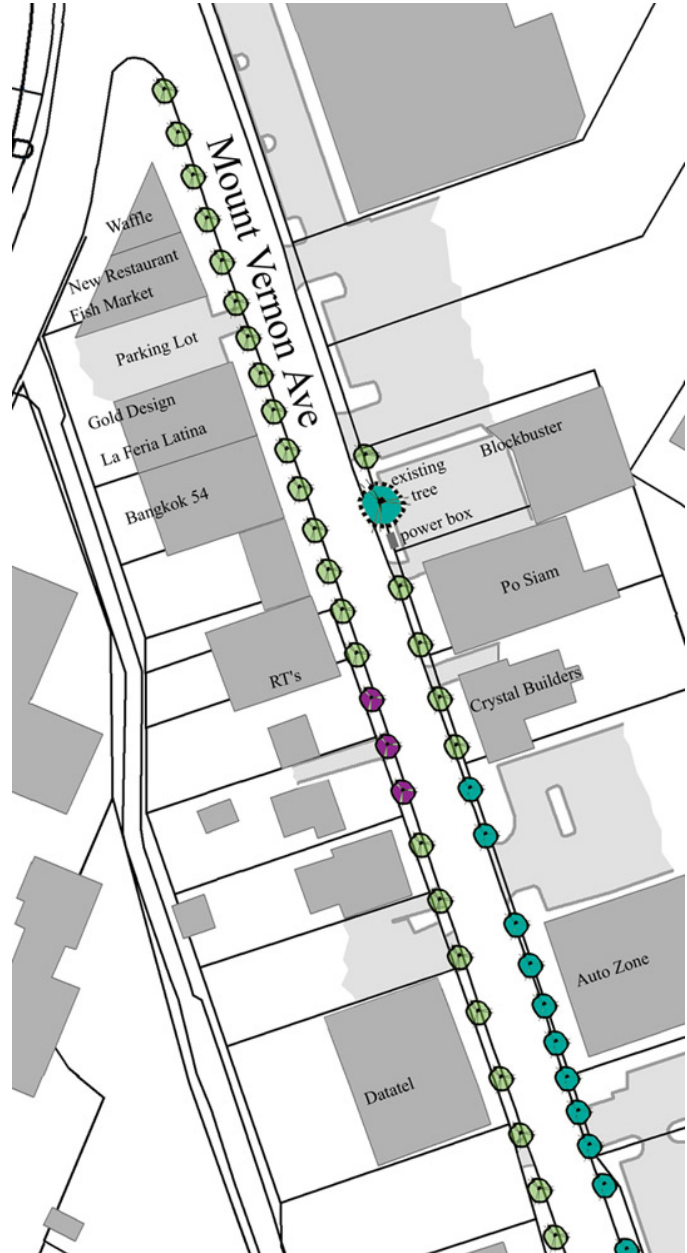 Mount Vernon Ave
Waffle
New Restaurant
Fish Market
Parking Lot
Gold Design
La Feria Latina
Bangkok 54
Blockbuster
existing
tree
power box
Po Siam
RT's
Crystal Builders
Auto Zone
Datatel